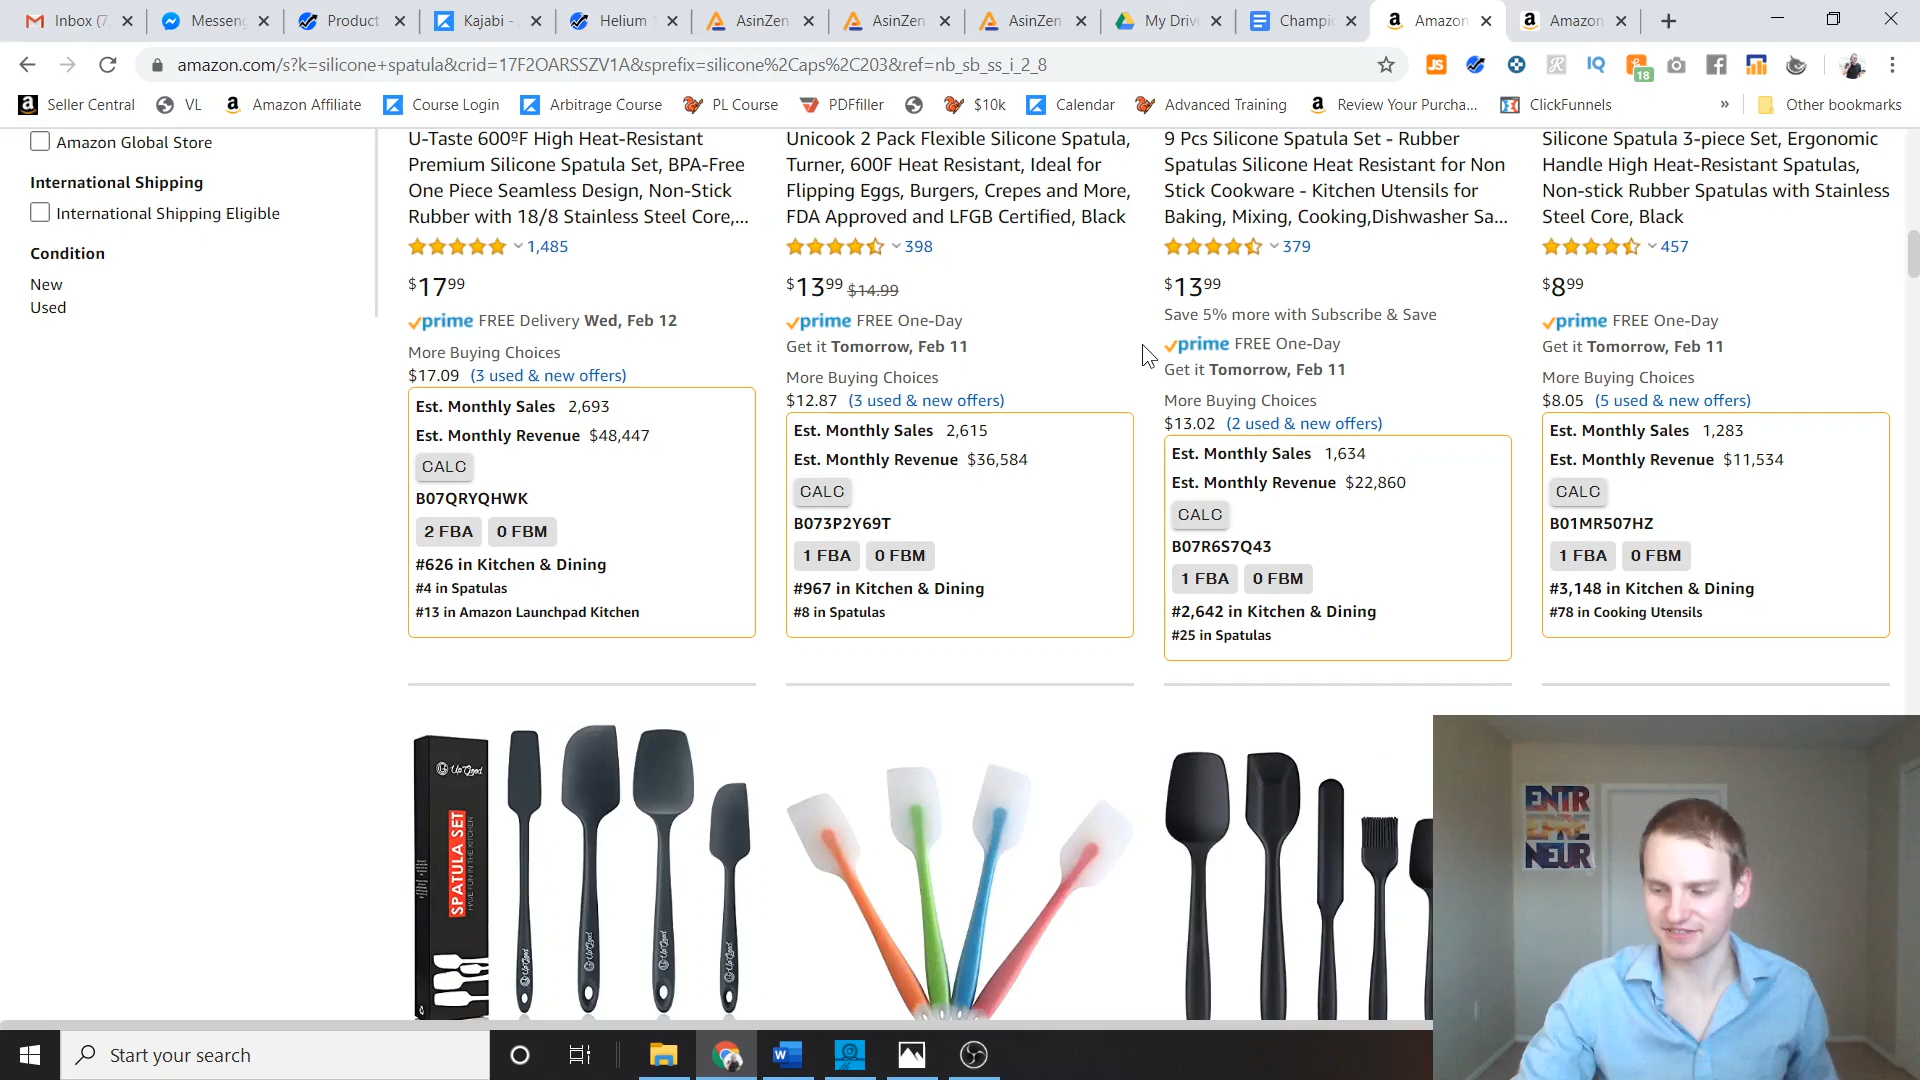 Inbox (7
Messeng
Product
Kajabi -
Helium
AsinZen
AsinZen
AsinZen
My Driv
Champi
Amazon
Amazon
amazon.com/s?k=silicone+spatula&crid=17F2OARSSZV1A&sprefix=silicone%2Caps%2C203&ref=nb_sb_ss_i_2_8
JS
IQ
18
Seller Central
VL
Amazon Affiliate
Course Login
Arbitrage Course
PL Course
PDFfiller
$10k
Calendar
Advanced Training
Review Your Purcha...
ClickFunnels
»
Other bookmarks
Amazon Global Store
International Shipping
International Shipping Eligible
Condition
New
Used
U-Taste 600ºF High Heat-Resistant
Premium Silicone Spatula Set, BPA-Free
One Piece Seamless Design, Non-Stick
Rubber with 18/8 Stainless Steel Core,...
1,485
$17 99
prime FREE Delivery Wed, Feb 12
More Buying Choices
$17.09 (3 used & new offers)
Est. Monthly Sales 2,693
Est. Monthly Revenue $48,447
CALC
B07QRYQHWK
2 FBA 0 FBM
#626 in Kitchen & Dining
#4 in Spatulas
#13 in Amazon Launchpad Kitchen
Unicook 2 Pack Flexible Silicone Spatula,
Turner, 600F Heat Resistant, Ideal for
Flipping Eggs, Burgers, Crepes and More,
FDA Approved and LFGB Certified, Black
398
$13 99 $14.99
prime FREE One-Day
Get it Tomorrow, Feb 11
More Buying Choices
$12.87 (3 used & new offers)
Est. Monthly Sales 2,615
Est. Monthly Revenue $36,584
CALC
B073P2Y69T
1 FBA 0 FBM
#967 in Kitchen & Dining
#8 in Spatulas
9 Pcs Silicone Spatula Set - Rubber
Spatulas Silicone Heat Resistant for Non
Stick Cookware - Kitchen Utensils for
Baking, Mixing, Cooking,Dishwasher Sa...
379
$13 99
Save 5% more with Subscribe & Save
prime FREE One-Day
Get it Tomorrow, Feb 11
More Buying Choices
$13.02 (2 used & new offers)
Est. Monthly Sales 1,634
Est. Monthly Revenue $22,860
CALC
B07R6S7Q43
1 FBA 0 FBM
#2,642 in Kitchen & Dining
#25 in Spatulas
Silicone Spatula 3-piece Set, Ergonomic
Handle High Heat-Resistant Spatulas,
Non-stick Rubber Spatulas with Stainless
Steel Core, Black
457
$8 99
prime FREE One-Day
Get it Tomorrow, Feb 11
More Buying Choices
$8.05 (5 used & new offers)
Est. Monthly Sales 1,283
Est. Monthly Revenue $11,534
CALC
B01MR507HZ
1 FBA 0 FBM
#3,148 in Kitchen & Dining
#78 in Cooking Utensils
UpGood
SPATULA SET
HAVE FUN IN THE KITCHEN
UpGood
UpGood
UpGood
UpGood
ENTR
EPRE
NEUR
Start your search